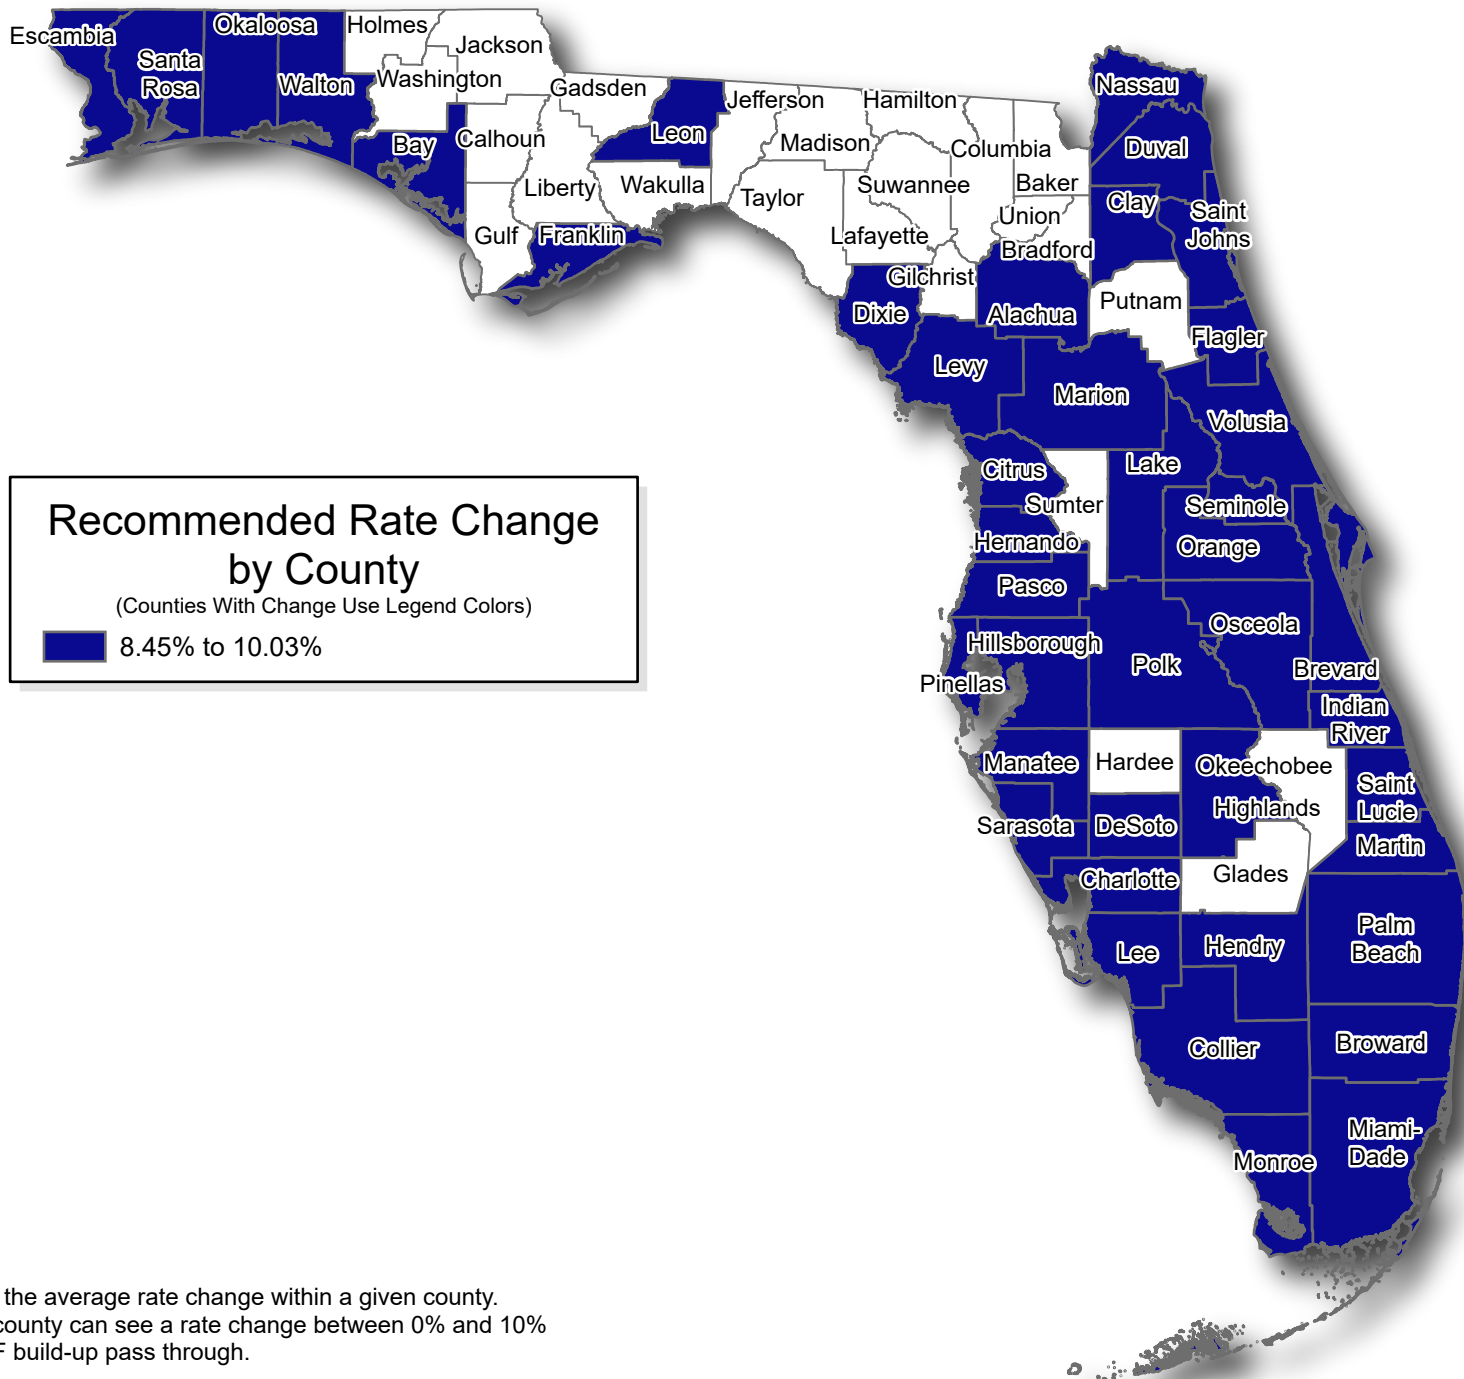 Escambia
Santa
Rosa
Okaloosa
Walton
Holmes
Jackson
Washington
Bay
Calhoun
Gadsden
Leon
Liberty
Wakulla
Gulf
Franklin
Jefferson
Madison
Hamilton
Taylor
Suwannee
Lafayette
Columbia
Baker
Union
Bradford
Gilchrist
Dixie
Alachua
Nassau
Duval
Clay
Saint
Johns
Putnam
Flagler
Levy
Marion
Volusia
Citrus
Sumter
Lake
Seminole
Hernando
Orange
Pasco
Osceola
Hillsborough
Polk
Pinellas
Brevard
Indian
River
Manatee
Hardee
Okeechobee
Highlands
Saint
Lucie
Sarasota
DeSoto
Martin
Charlotte
Glades
Lee
Hendry
Palm
Beach
Collier
Broward
Monroe
Miami-
Dade
Recommended Rate Change
by County
(Counties With Change Use Legend Colors)
8.45% to 10.03%
the average rate change within a given county.
county can see a rate change between 0% and 10%
F build-up pass through.